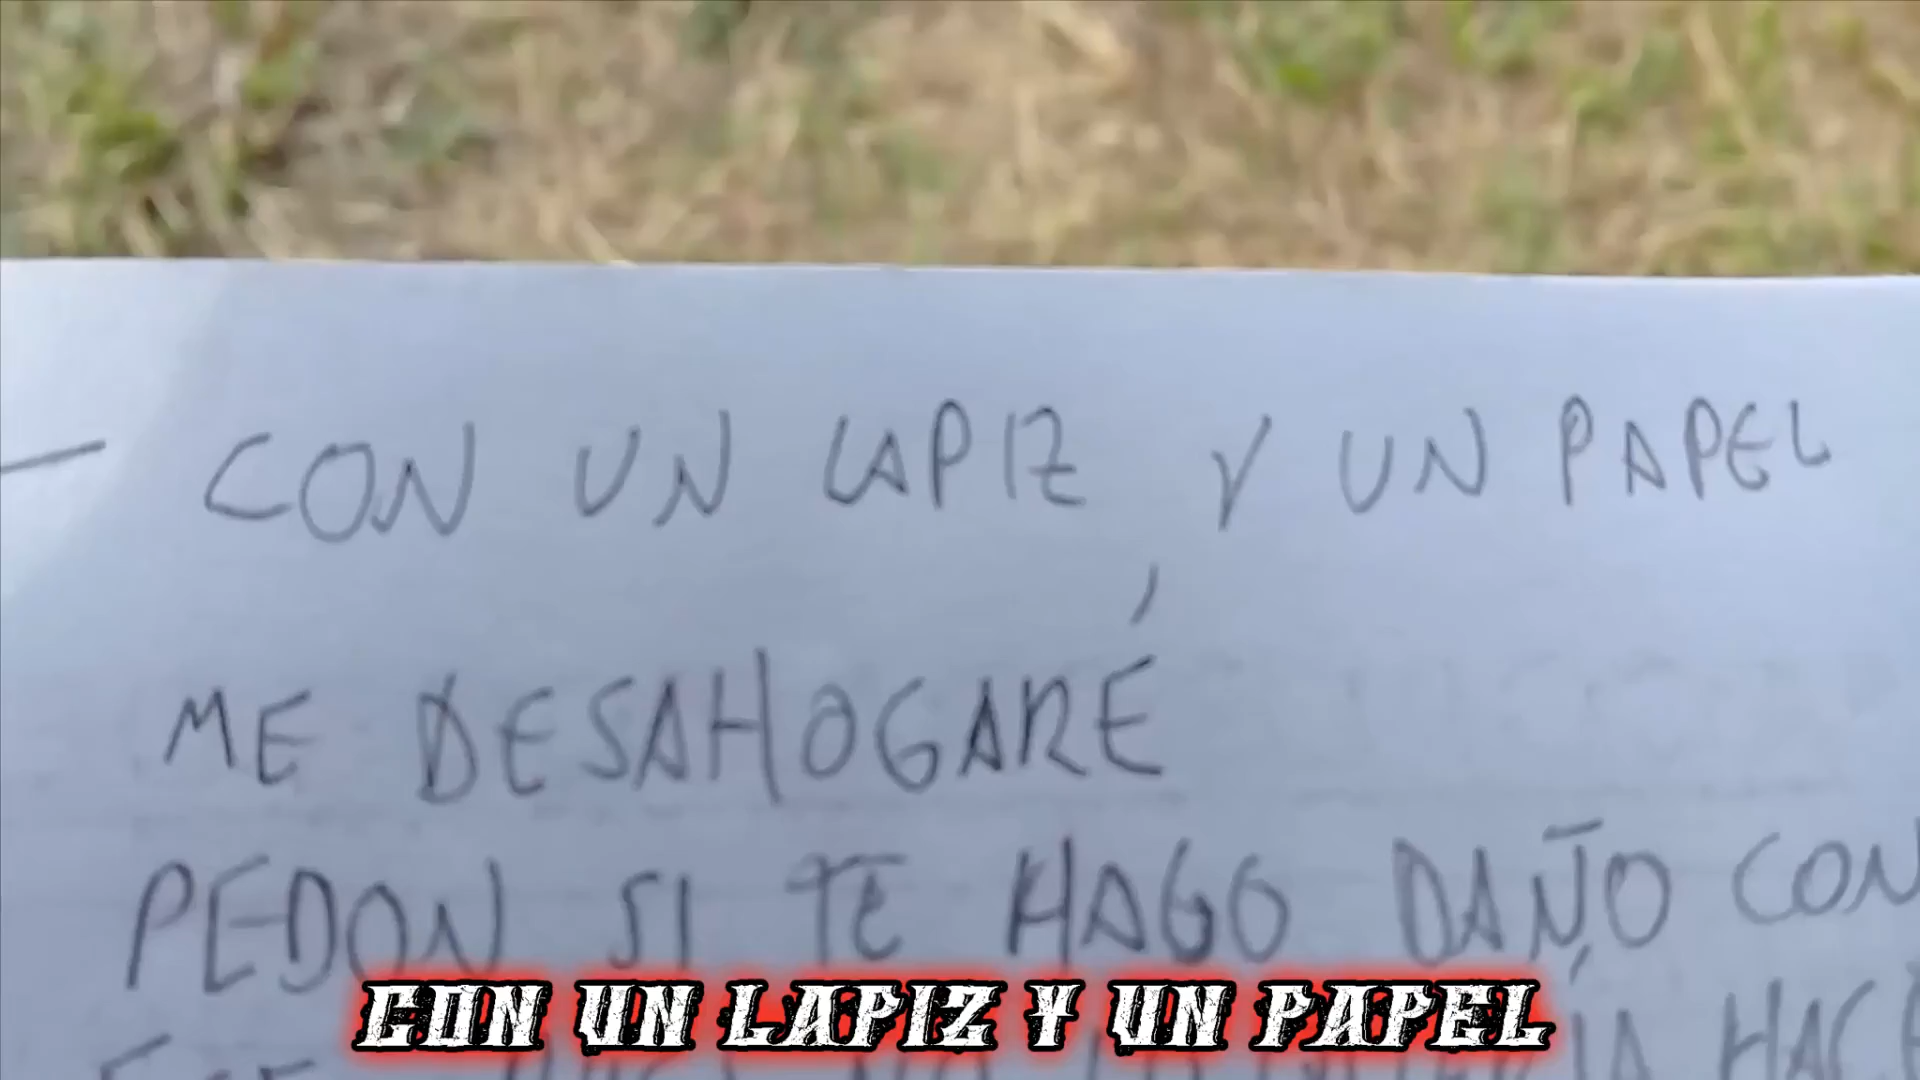 - CON UN LAPIZ Y UN PAPEL
ME DESAHOGARÉ
PEDON SI TE HAGO DAÑO CON
CON UN LAPIZ Y UN PAPEL